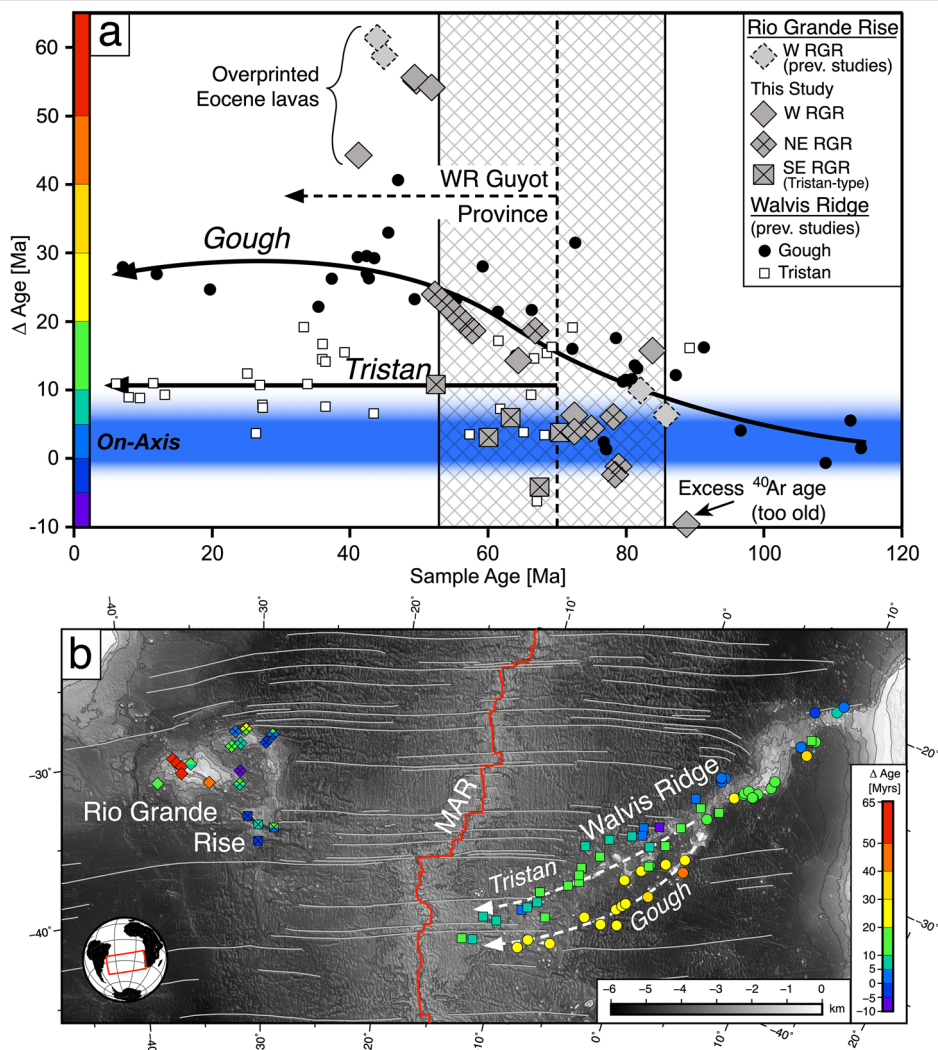 a
Rio Grande Rise
W RGR
(prev. studies)
This Study
W RGR
NE RGR
SE RGR
(Tristan-type)
Walvis Ridge
(prev. studies)
Gough
Tristan
Overprinted
Eocene lavas
WR Guyot
Province
Gough
Tristan
On-Axis
Excess 40Ar age
(too old)
Δ Age [Ma]
60
50
40
30
20
10
0
-10
0
20
40
60
80
100
120
Sample Age [Ma]
b
-40°
-30°
-20°
-10°
0°
10°
-30°
-40°
-20°
-30°
Rio Grande
Rise
MAR
Walvis Ridge
Tristan
Gough
Δ Age
[Myrs]
65
50
40
30
20
10
5
0
−5
−10
−6
−5
−4
−3
−2
−1
0
km
-40°
-30°
-20°
-10°
0°
10°
-40°
20°